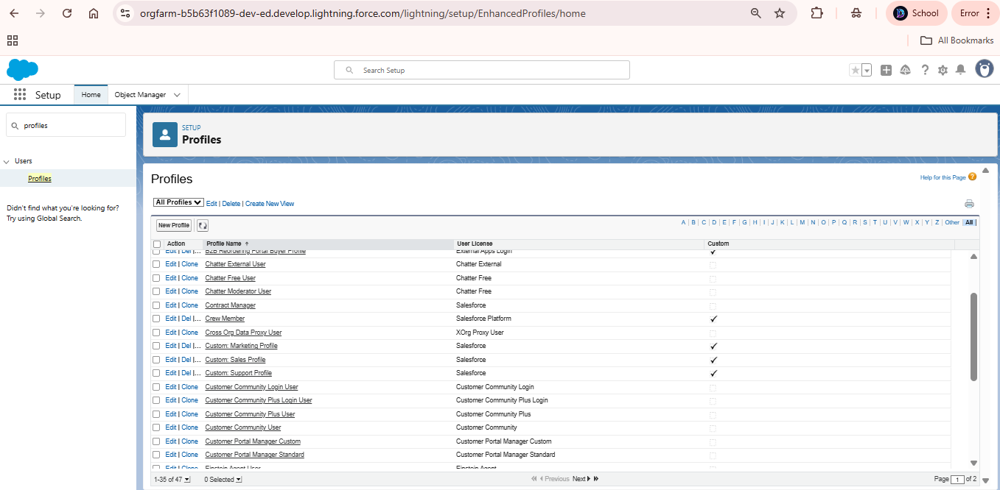 orgfarm-b5b63f1089-dev-ed.develop.lightning.force.com/lightning/setup/EnhancedProfiles/home
School
Error
All Bookmarks
Search Setup
Setup
Home
Object Manager
profiles
Users
Profiles
Didn't find what you're looking for?
Try using Global Search.
SETUP
Profiles
Profiles
Help for this Page
All Profiles Edit | Delete | Create New View
New Profile
A | B | C | D | E | F | G | H | I | J | K | L | M | N | O | P | Q | R | S | T | U | V | W | X | Y | Z | Other | All |
Action Profile Name User License Custom
Edit | Del |... B2B Reordering Portal Buyer Profile External Apps Login
Edit | Clone Chatter External User Chatter External
Edit | Clone Chatter Free User Chatter Free
Edit | Clone Chatter Moderator User Chatter Free
Edit | Clone Contract Manager Salesforce
Edit | Del |... Crew Member Salesforce Platform
Edit | Clone Cross Org Data Proxy User XOrg Proxy User
Edit | Del |... Custom: Marketing Profile Salesforce
Edit | Del |... Custom: Sales Profile Salesforce
Edit | Del |... Custom: Support Profile Salesforce
Edit | Clone Customer Community Login User Customer Community Login
Edit | Clone Customer Community Plus Login User Customer Community Plus Login
Edit | Clone Customer Community Plus User Customer Community Plus
Edit | Clone Customer Community User Customer Community
Edit | Clone Customer Portal Manager Custom Customer Portal Manager Custom
Edit | Clone Customer Portal Manager Standard Customer Portal Manager Standard
Edit | Clone Einstein Agent User Einstein Agent
1-35 of 47 0 Selected Previous Next Page 1 of 2